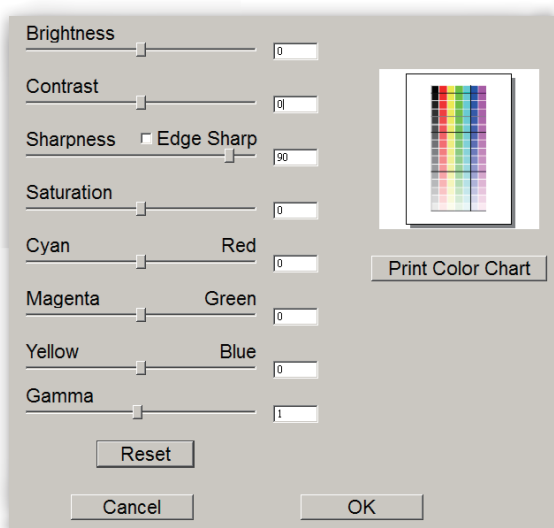 Brightness
0
Contrast
0
Sharpness Edge Sharp
90
Saturation
0
Cyan Red
0
Print Color Chart
Magenta Green
0
Yellow Blue
0
Gamma
1
Reset
Cancel OK